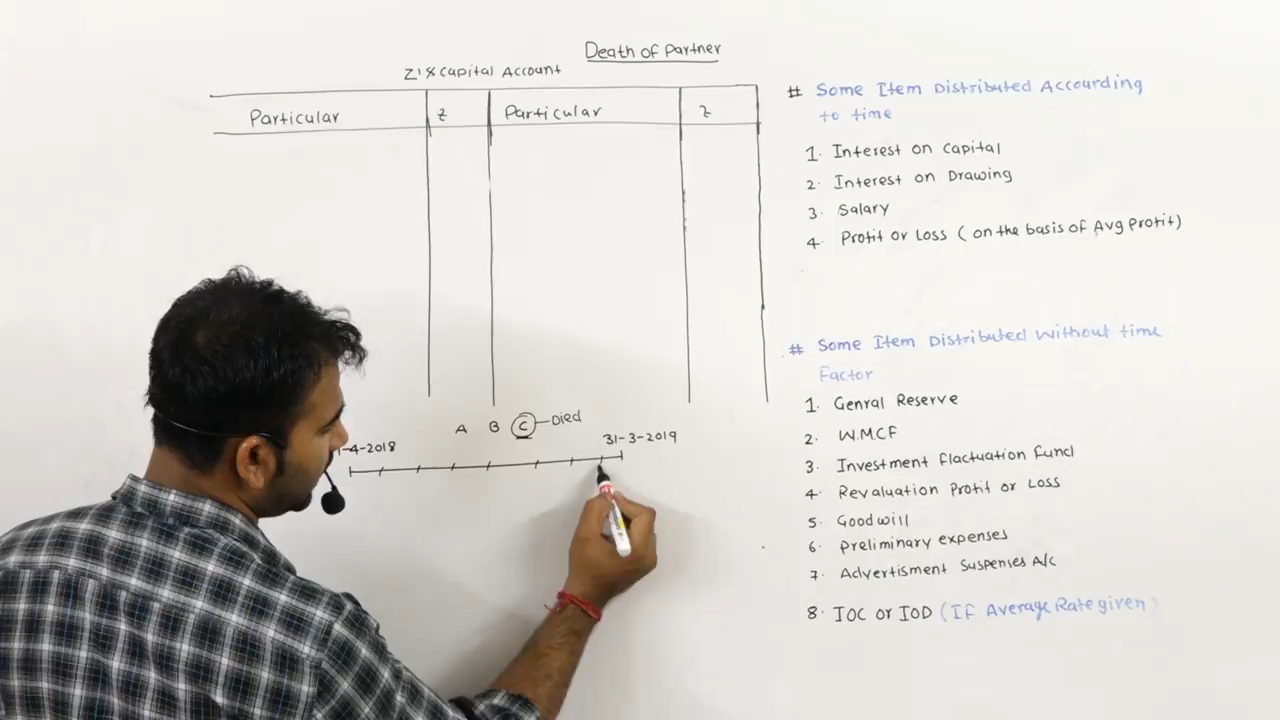 Death of Partner
Z's Capital Account
Particular z Particular z
A B C Died
1-4-2018 31-3-2019
# Some Item Distributed Accourding
to time
1. Interest on Capital
2. Interest on Drawing
3. Salary
4. Profit or Loss ( on the basis of Avg Profit)
# Some Item Distributed Without time
Factor
1. Genral Reserve
2. W.M.C.F
3. Investment Flactuation Fund
4. Revaluation Profit or Loss
5. Goodwill
6. Preliminary expenses
7. Advertisment Suspenses A/c
8. IOC or IOD (If Average Rate given)